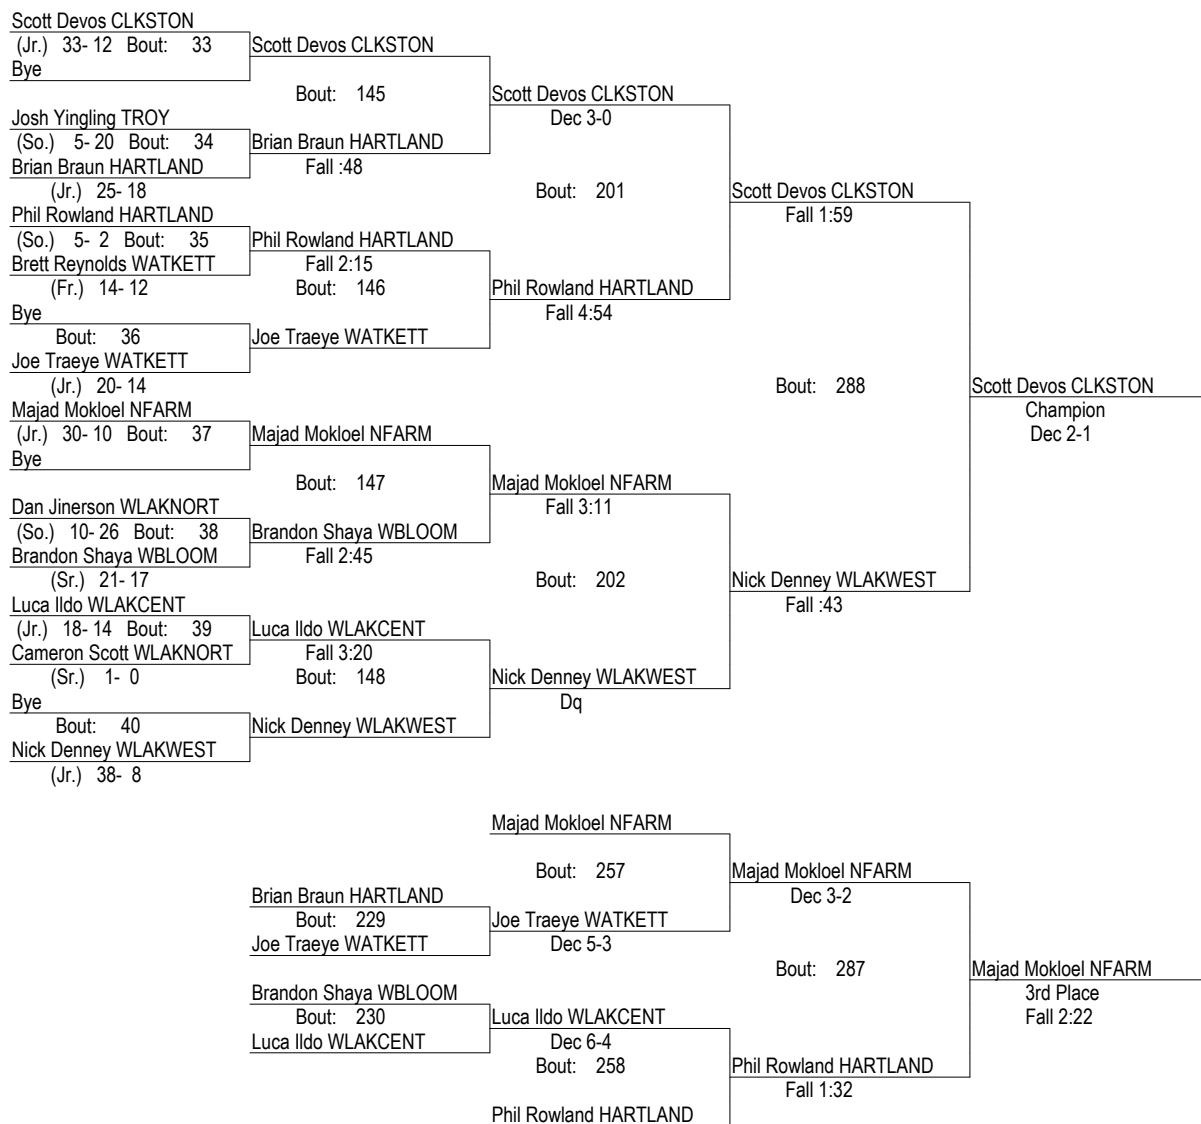 Scott Devos CLKSTON
(Jr.) 33- 12 Bout: 33
Bye
Scott Devos CLKSTON
Bout: 145
Scott Devos CLKSTON
Dec 3-0
Josh Yingling TROY
(So.) 5- 20 Bout: 34
Brian Braun HARTLAND
(Jr.) 25- 18
Brian Braun HARTLAND
Fall :48
Bout: 201
Scott Devos CLKSTON
Fall 1:59
Phil Rowland HARTLAND
(So.) 5- 2 Bout: 35
Brett Reynolds WATKETT
(Fr.) 14- 12
Phil Rowland HARTLAND
Fall 2:15
Bout: 146
Phil Rowland HARTLAND
Fall 4:54
Bye
Bout: 36
Joe Traeye WATKETT
(Jr.) 20- 14
Joe Traeye WATKETT
Bout: 288
Scott Devos CLKSTON
Champion
Dec 2-1
Majad Mokloel NFARM
(Jr.) 30- 10 Bout: 37
Bye
Majad Mokloel NFARM
Bout: 147
Majad Mokloel NFARM
Fall 3:11
Dan Jinerson WLAKNORT
(So.) 10- 26 Bout: 38
Brandon Shaya WBLOOM
(Sr.) 21- 17
Brandon Shaya WBLOOM
Fall 2:45
Bout: 202
Nick Denney WLAKWEST
Fall :43
Luca Ildo WLAKCENT
(Jr.) 18- 14 Bout: 39
Cameron Scott WLAKNORT
(Sr.) 1- 0
Luca Ildo WLAKCENT
Fall 3:20
Bout: 148
Nick Denney WLAKWEST
Dq
Bye
Bout: 40
Nick Denney WLAKWEST
(Jr.) 38- 8
Nick Denney WLAKWEST
Majad Mokloel NFARM
Bout: 257
Majad Mokloel NFARM
Dec 3-2
Brian Braun HARTLAND
Bout: 229
Joe Traeye WATKETT
Joe Traeye WATKETT
Dec 5-3
Bout: 287
Majad Mokloel NFARM
3rd Place
Fall 2:22
Brandon Shaya WBLOOM
Bout: 230
Luca Ildo WLAKCENT
Luca Ildo WLAKCENT
Dec 6-4
Bout: 258
Phil Rowland HARTLAND
Fall 1:32
Phil Rowland HARTLAND